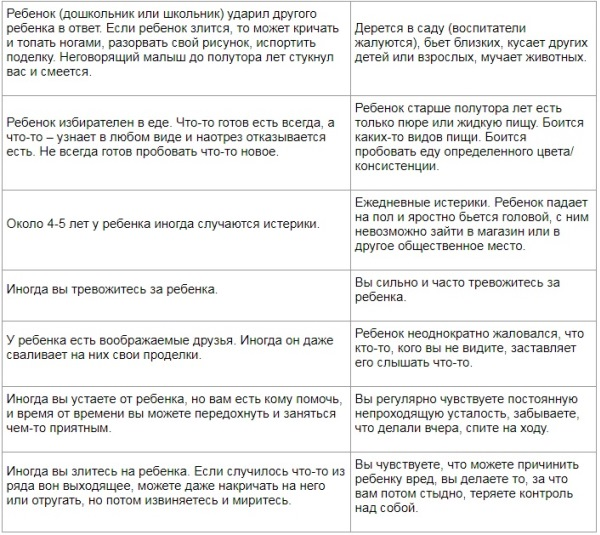 Ребенок (дошкольник или школьник) ударил другого
ребенка в ответ. Если ребенок злится, то может кричать
и топать ногами, разорвать свой рисунок, испортить
поделку. Неговорящий малыш до полутора лет стукнул
вас и смеется.
Дерется в саду (воспитатели
жалуются), бьет близких, кусает других
детей или взрослых, мучает животных.
Ребенок избирателен в еде. Что-то готов есть всегда, а
что-то – узнает в любом виде и наотрез отказывается
есть. Не всегда готов пробовать что-то новое.
Ребенок старше полутора лет есть
только пюре или жидкую пищу. Боится
каких-то видов пищи. Боится
пробовать еду определенного цвета/
консистенции.
Около 4-5 лет у ребенка иногда случаются истерики.
Ежедневные истерики. Ребенок падает
на пол и яростно бьется головой, с ним
невозможно зайти в магазин или в
другое общественное место.
Иногда вы тревожитесь за ребенка.
Вы сильно и часто тревожитесь за
ребенка.
У ребенка есть воображаемые друзья. Иногда он даже
сваливает на них свои проделки.
Ребенок неоднократно жаловался, что
кто-то, кого вы не видите, заставляет
его слышать что-то.
Иногда вы устаете от ребенка, но вам есть кому помочь,
и время от времени вы можете передохнуть и заняться
чем-то приятным.
Вы регулярно чувствуете постоянную
непроходящую усталость, забываете,
что делали вчера, спите на ходу.
Иногда вы злитесь на ребенка. Если случилось что-то из
ряда вон выходящее, можете даже накричать на него
или отругать, но потом извиняетесь и миритесь.
Вы чувствуете, что можете причинить
ребенку вред, вы делаете то, за что
вам потом стыдно, теряете контроль
над собой.